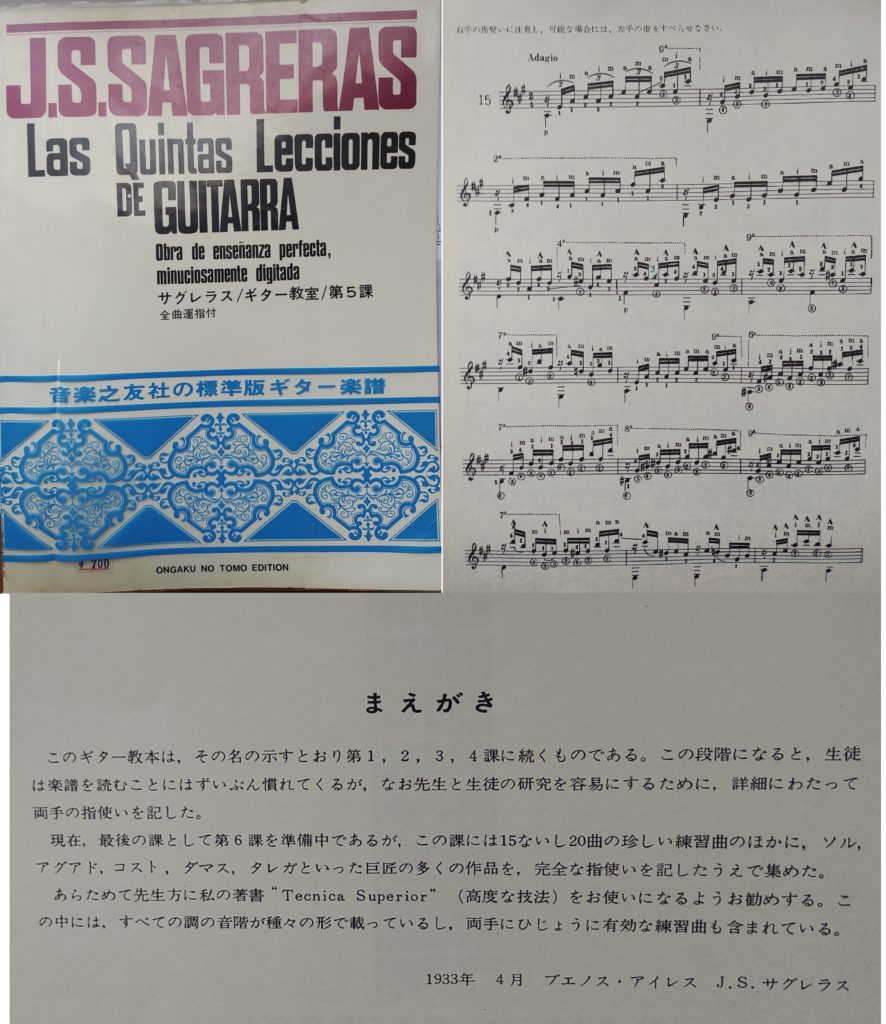 J.S.SAGRERAS
Las Quintas Lecciones
DE GUITARRA
Obra de enseñanza perfecta,
minuciosamente digitada
サグレラス/ギター教室/第5課
全曲運指付
音楽之友社の標準版ギター楽譜
¥ 700
ONGAKU NO TOMO EDITION
右手の指使いに注意し,可能な場合には,左手の指をすべらせなさい。
Adagio
15
まえがき
このギター教本は,その名の示すとおり第1,2,3,4課に続くものである。この段階になると,生徒
は楽譜を読むことにはずいぶん慣れてくるが,なお先生と生徒の研究を容易にするために,詳細にわたって
両手の指使いを記した。
現在,最後の課として第6課を準備中であるが,この課には15ないし20曲の珍しい練習曲のほかに,ソル,
アグアド,コスト,ダマス,タレガといった巨匠の多くの作品を,完全な指使いを記したうえで集めた。
あらためて先生方に私の著書“Tecnica Superior”(高度な技法)をお使いになるようお勧めする。こ
の中には,すべての調の音階が種々の形で載っているし,両手にひじょうに有効な練習曲も含まれている。
1933年 4月 ブエノス・アイレス J.S.サグレラス